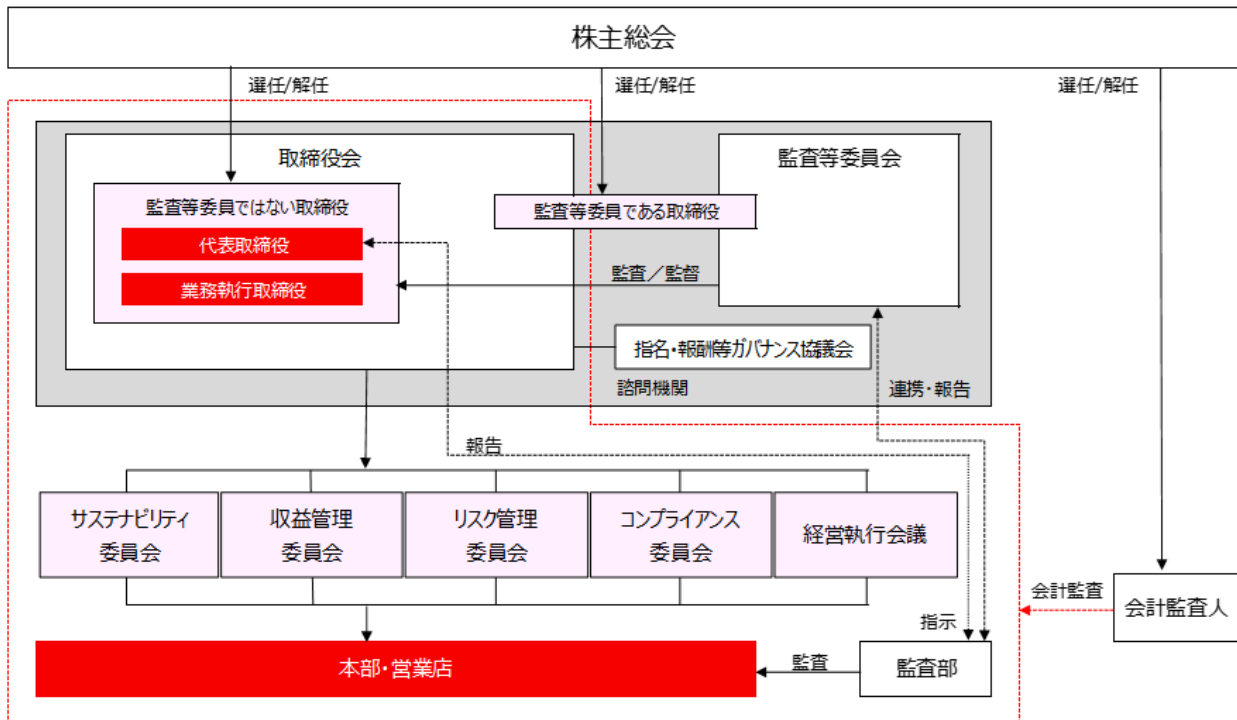 株主総会
選任/解任
選任/解任
選任/解任
取締役会
監査等委員会
監査等委員ではない取締役
監査等委員である取締役
代表取締役
監査／監督
業務執行取締役
指名・報酬等ガバナンス協議会
諮問機関
連携・報告
報告
サステナビリティ
委員会
収益管理
委員会
リスク管理
委員会
コンプライアンス
委員会
経営執行会議
会計監査
会計監査人
指示
本部・営業店
監査
監査部